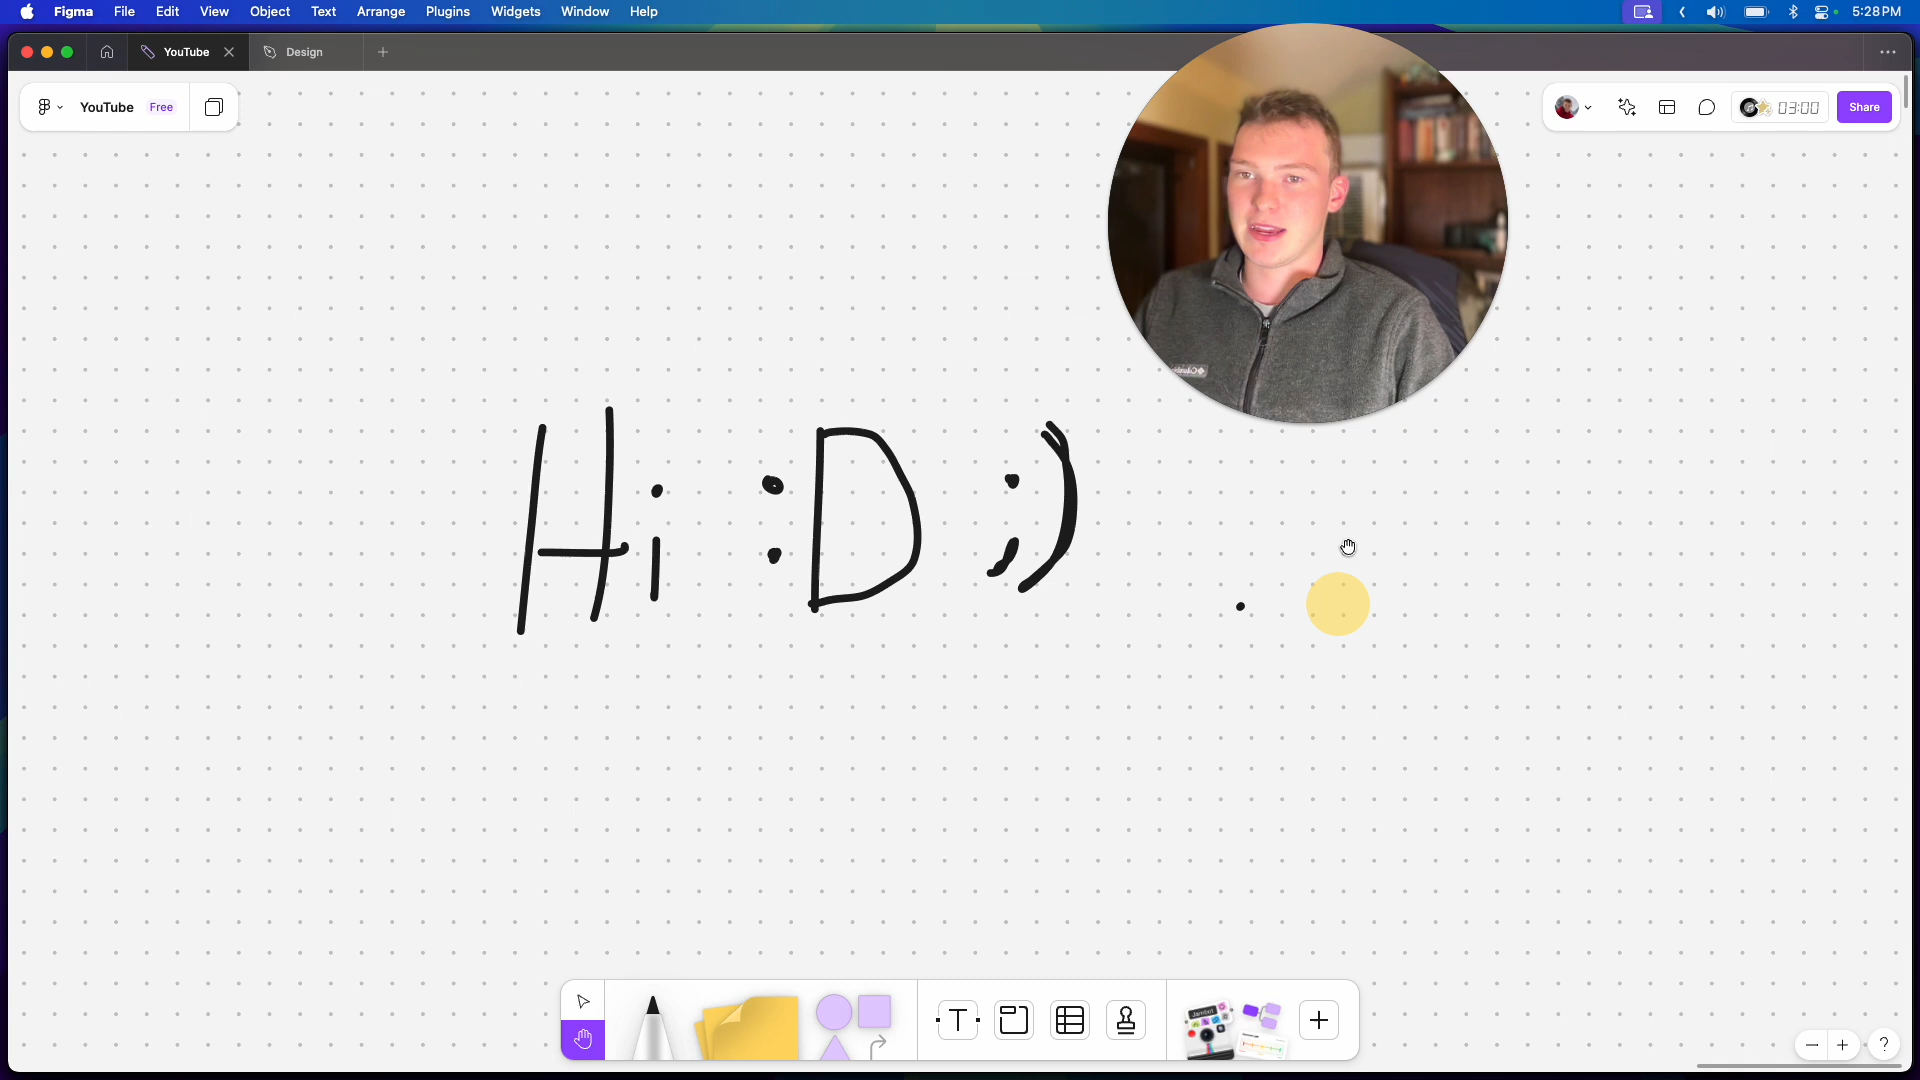 Figma File Edit View Object Text Arrange Plugins Widgets Window Help 5:28PM
YouTube Design
YouTube Free 03:00 Share
Hi :D ;)
T
Jambot
?